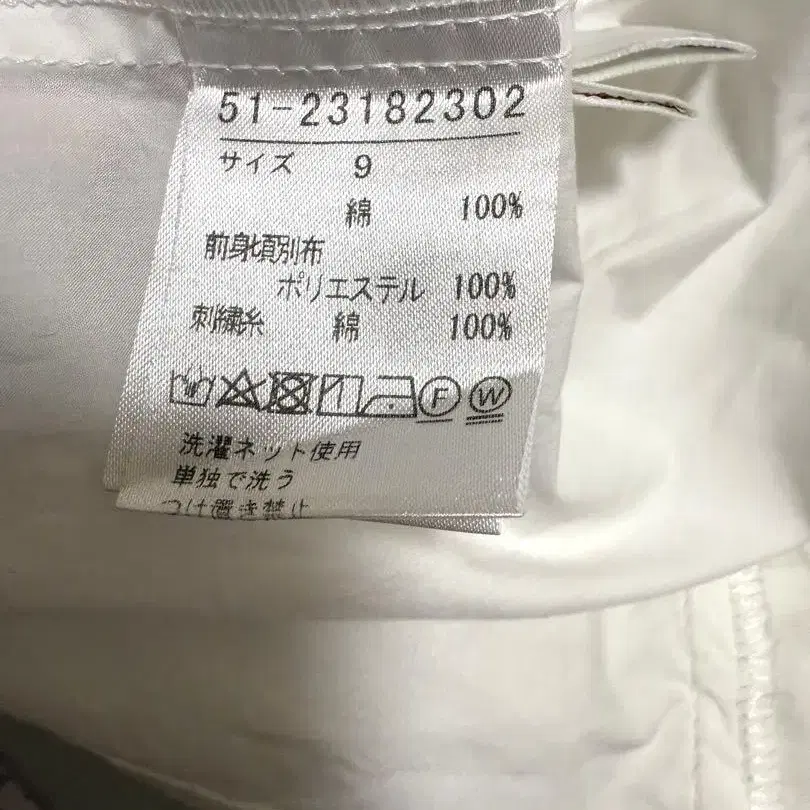 51-23182302
サイズ 9
綿 100%
前身頃別布
ポリエステル 100%
刺繍糸 綿 100%
F W
洗濯ネット使用
単独で洗う
つけ置き禁止